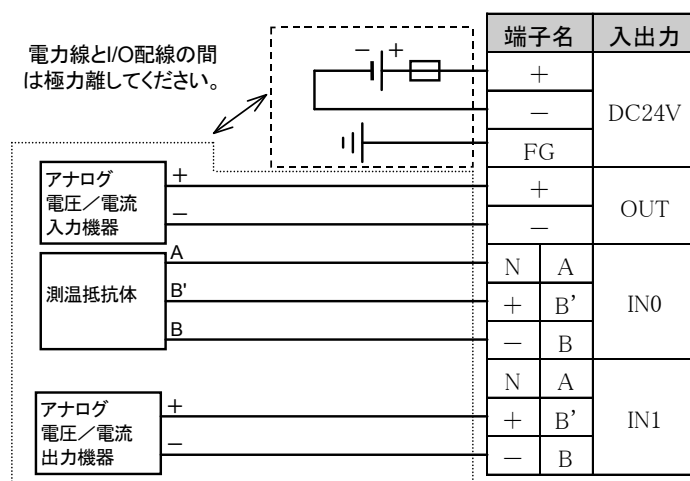 電力線とI/O配線の間
は極力離してください。
− +
端子名 入出力
+
− DC24V
FG
+ OUT
−
N A
+ B’ IN0
− B
N A
+ B’ IN1
− B
アナログ
電圧／電流
入力機器
+
−
測温抵抗体
A
B'
B
アナログ
電圧／電流
出力機器
+
−